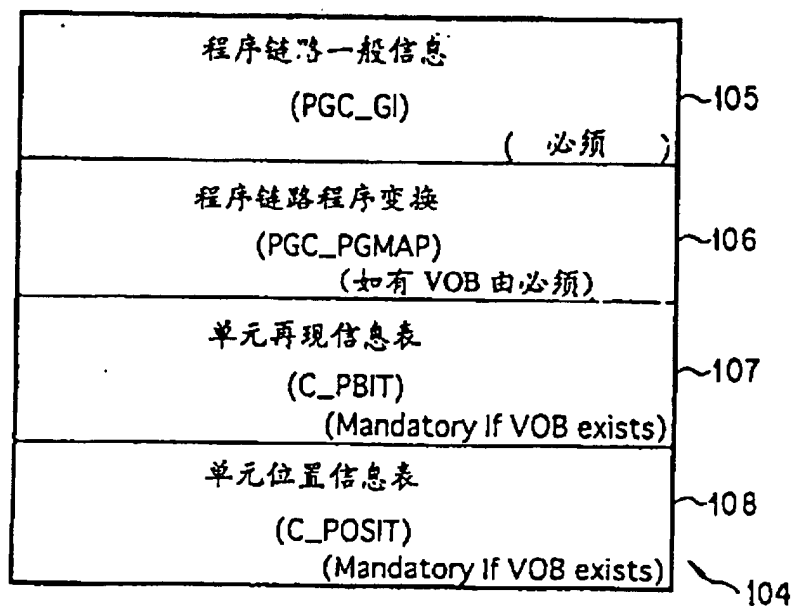 程序链路一般信息
(PGC_GI)
( 必须 )
105
程序链路程序变换
(PGC_PGMAP)
(如有 VOB 由必须)
106
单元再现信息表
(C_PBIT)
(Mandatory If VOB exists)
107
单元位置信息表
(C_POSIT)
(Mandatory If VOB exists)
108
104